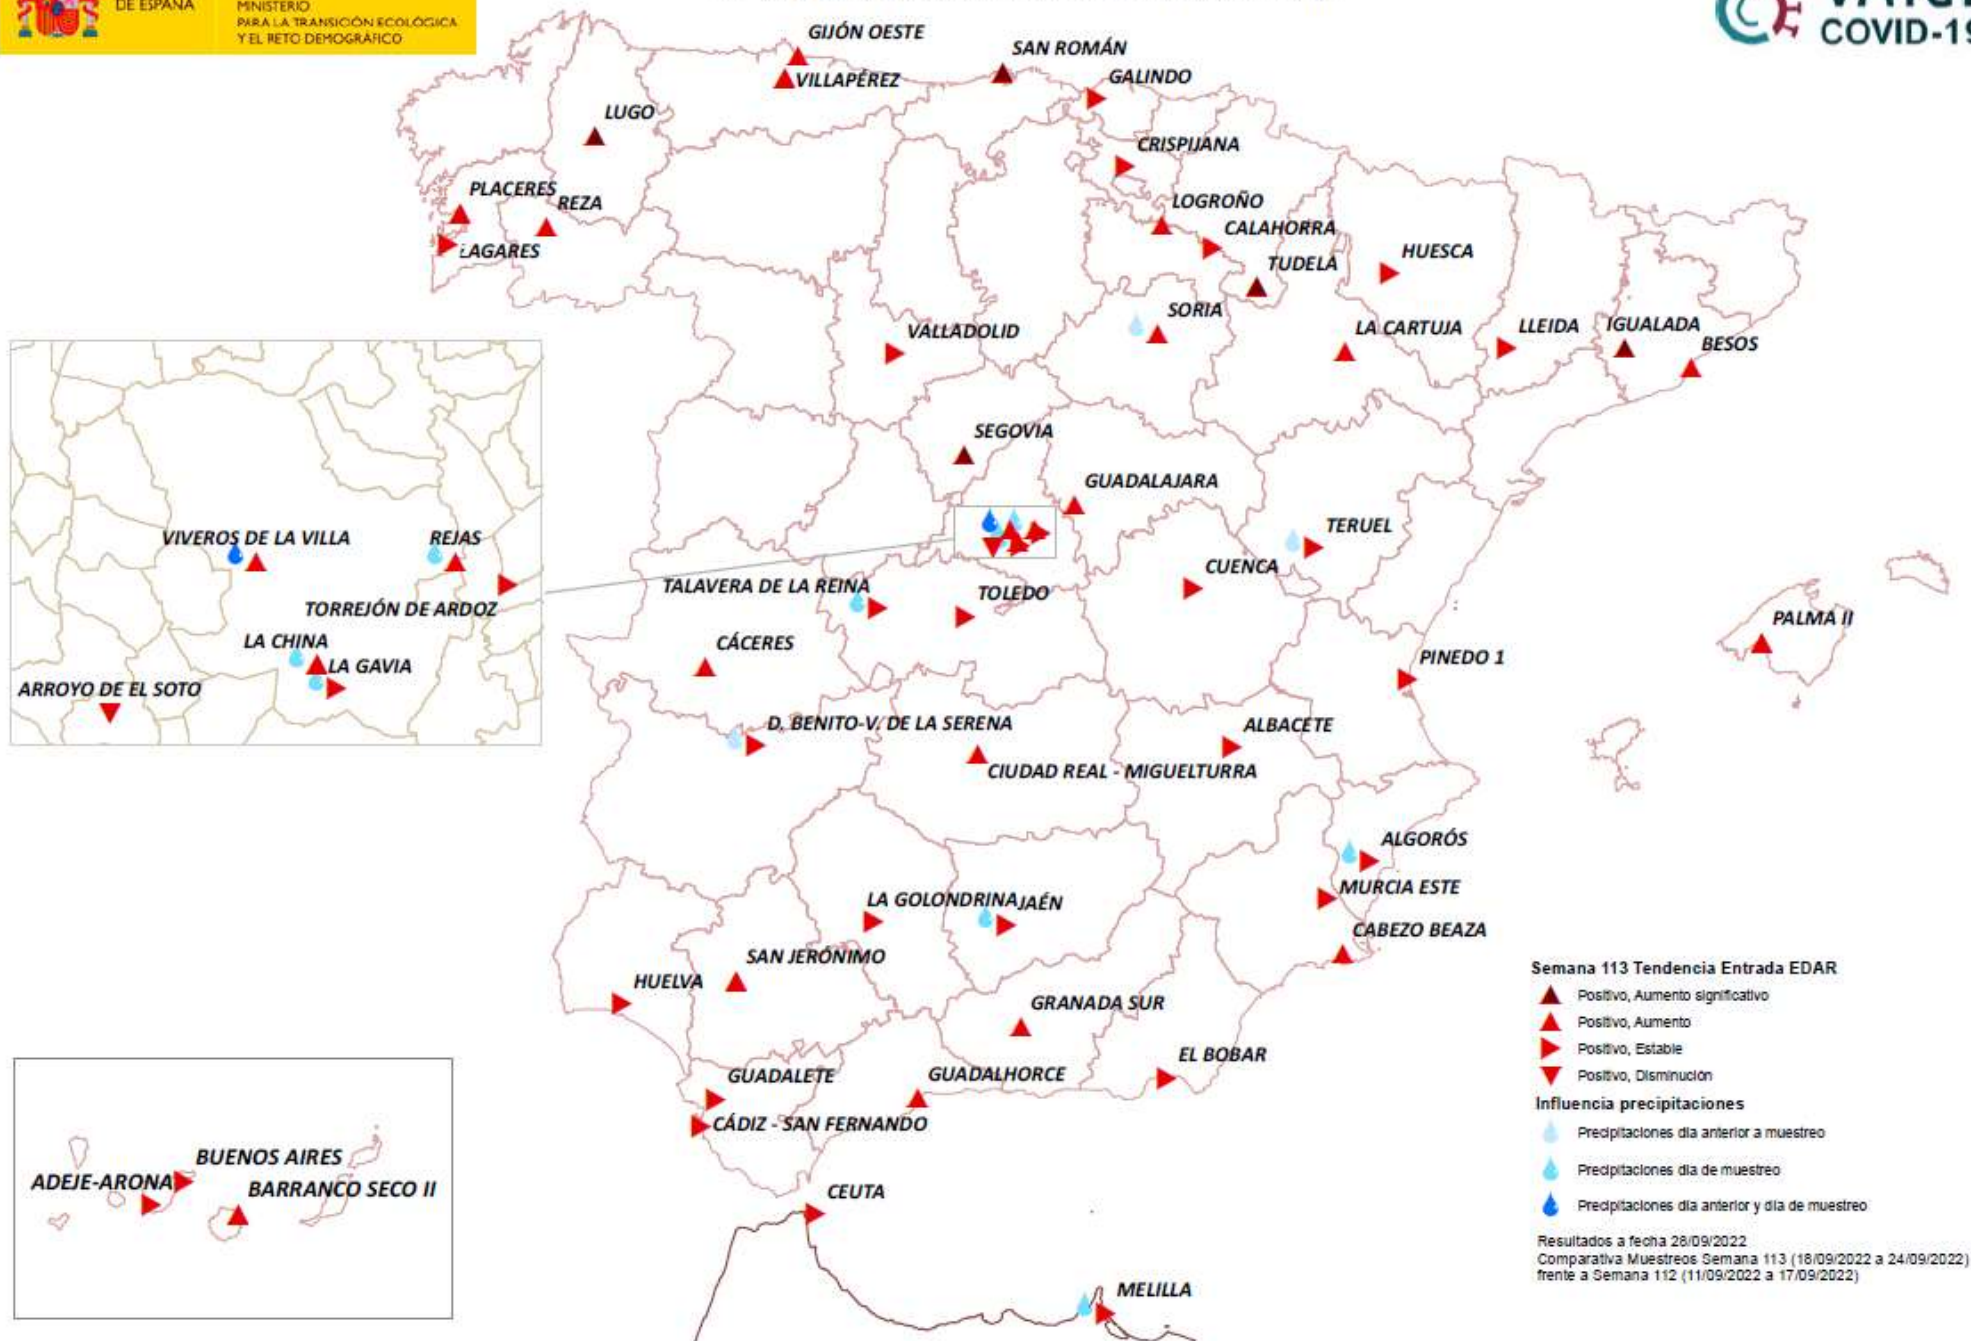 DE ESPAÑA
MINISTERIO
PARA LA TRANSICIÓN ECOLÓGICA
Y EL RETO DEMOGRÁFICO
COVID-19
GIJÓN OESTE
SAN ROMÁN
VILLAPÉREZ
GALINDO
LUGO
CRISPIJANA
PLACERES
REZA
LOGROÑO
CALAHORRA
LAGARES
HUESCA
TUDELA
SORIA
VALLADOLID
LA CARTUJA
LLEIDA
IGUALADA
BESOS
SEGOVIA
GUADALAJARA
TERUEL
VIVEROS DE LA VILLA
REJAS
CUENCA
TALAVERA DE LA REINA
TOLEDO
TORREJÓN DE ARDOZ
PALMA II
LA CHINA
CÁCERES
LA GAVIA
PINEDO 1
ARROYO DE EL SOTO
D. BENITO-V. DE LA SERENA
ALBACETE
CIUDAD REAL - MIGUELTURRA
ALGORÓS
MURCIA ESTE
LA GOLONDRINA
JAÉN
CABEZO BEAZA
SAN JERÓNIMO
HUELVA
GRANADA SUR
EL BOBAR
GUADALETE
GUADALHORCE
CÁDIZ - SAN FERNANDO
BUENOS AIRES
ADEJE-ARONA
BARRANCO SECO II
CEUTA
MELILLA
Semana 113 Tendencia Entrada EDAR
Positivo, Aumento significativo
Positivo, Aumento
Positivo, Estable
Positivo, Disminución
Influencia precipitaciones
Precipitaciones día anterior a muestreo
Precipitaciones día de muestreo
Precipitaciones día anterior y día de muestreo
Resultados a fecha 28/09/2022
Comparativa Muestreos Semana 113 (18/09/2022 a 24/09/2022)
frente a Semana 112 (11/09/2022 a 17/09/2022)